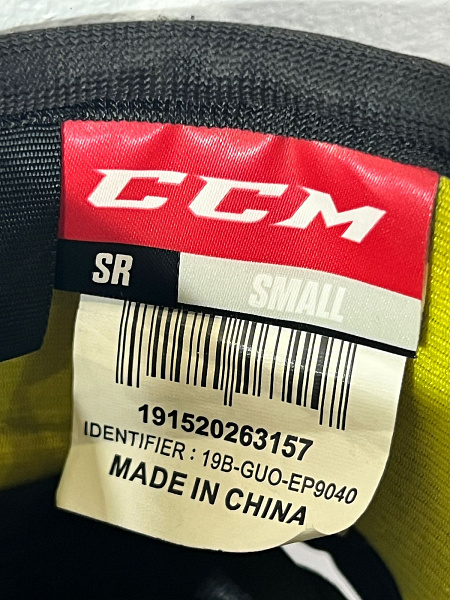 CCM
SR SMALL
191520263157
IDENTIFIER : 19B-GUO-EP9040
MADE IN CHINA